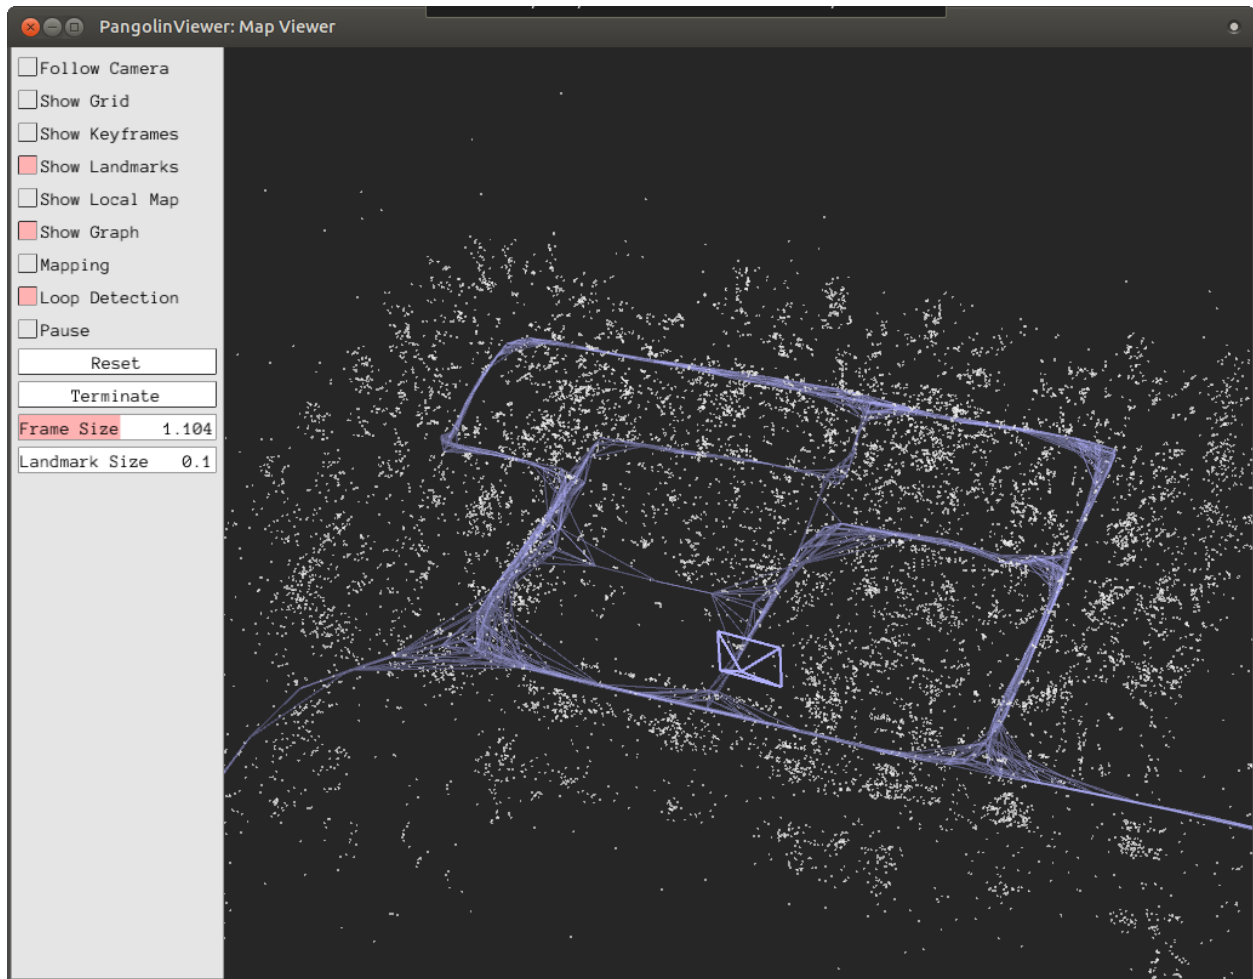 PangolinViewer: Map Viewer
Follow Camera
Show Grid
Show Keyframes
Show Landmarks
Show Local Map
Show Graph
Mapping
Loop Detection
Pause
Reset
Terminate
Frame Size 1.104
Landmark Size 0.1